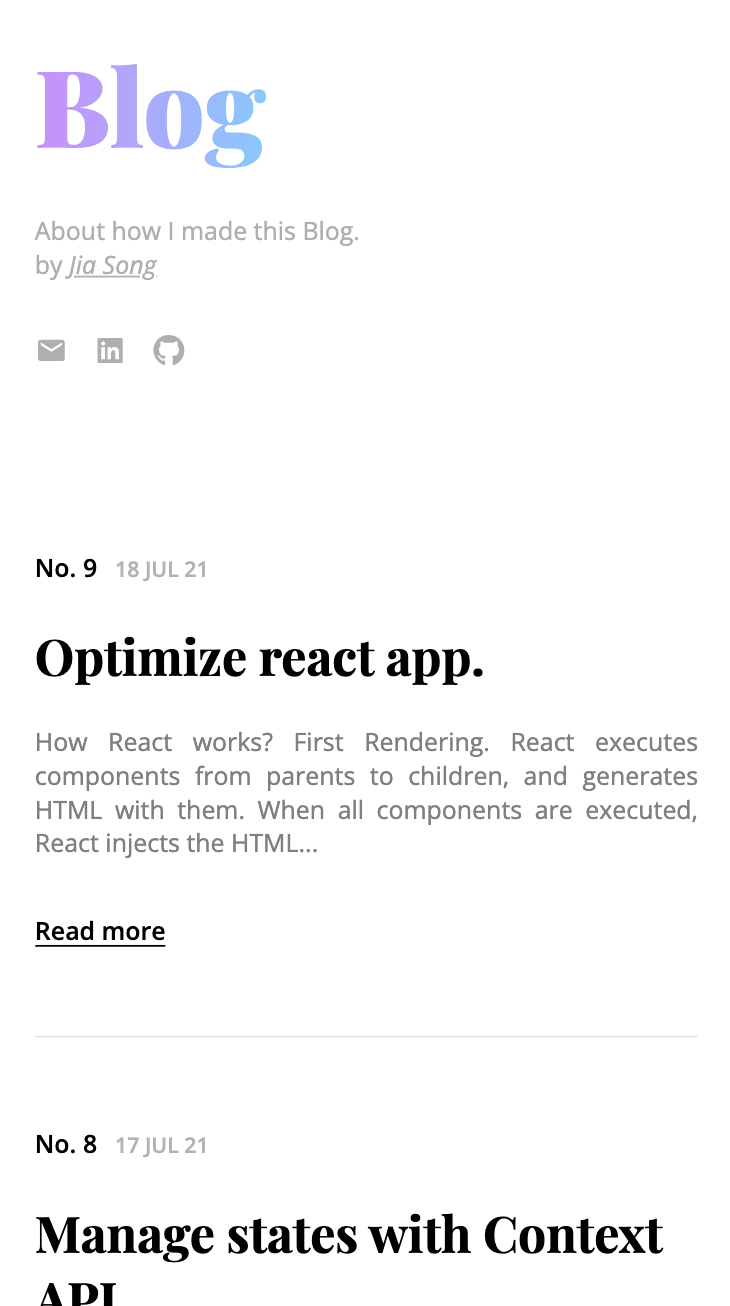 Blog
About how I made this Blog.
by Jia Song
in
No. 9 18 JUL 21
Optimize react app.
How React works? First Rendering. React executes
components from parents to children, and generates
HTML with them. When all components are executed,
React injects the HTML...
Read more
No. 8 17 JUL 21
Manage states with Context
API